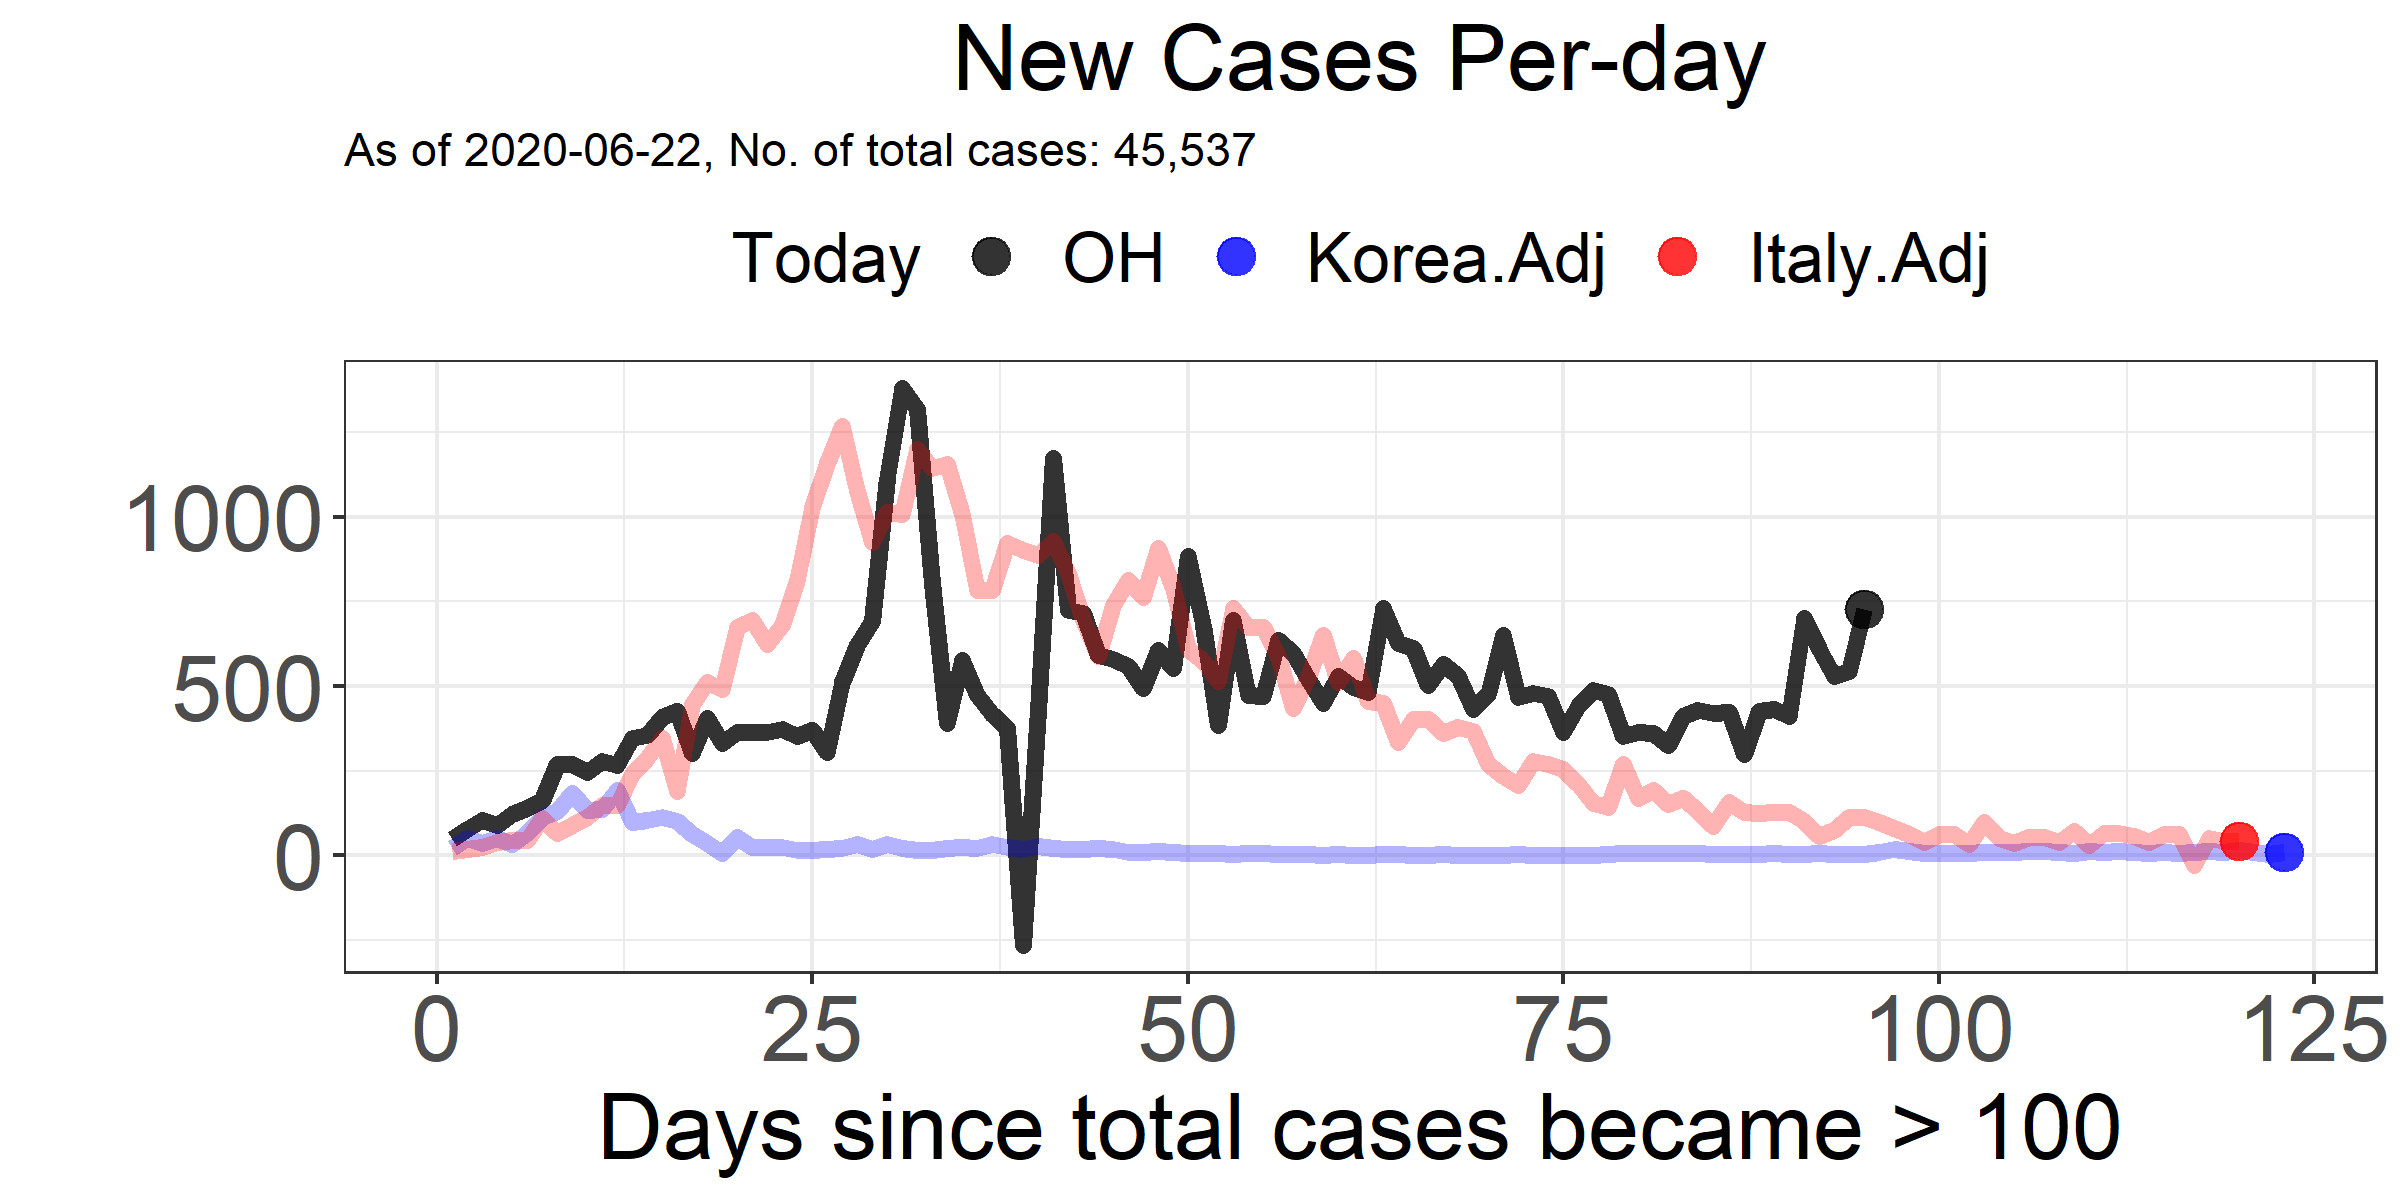 New Cases Per-day
As of 2020-06-22, No. of total cases: 45,537
Today OH Korea.Adj Italy.Adj
1000
500
0
0 25 50 75 100 125
Days since total cases became > 100